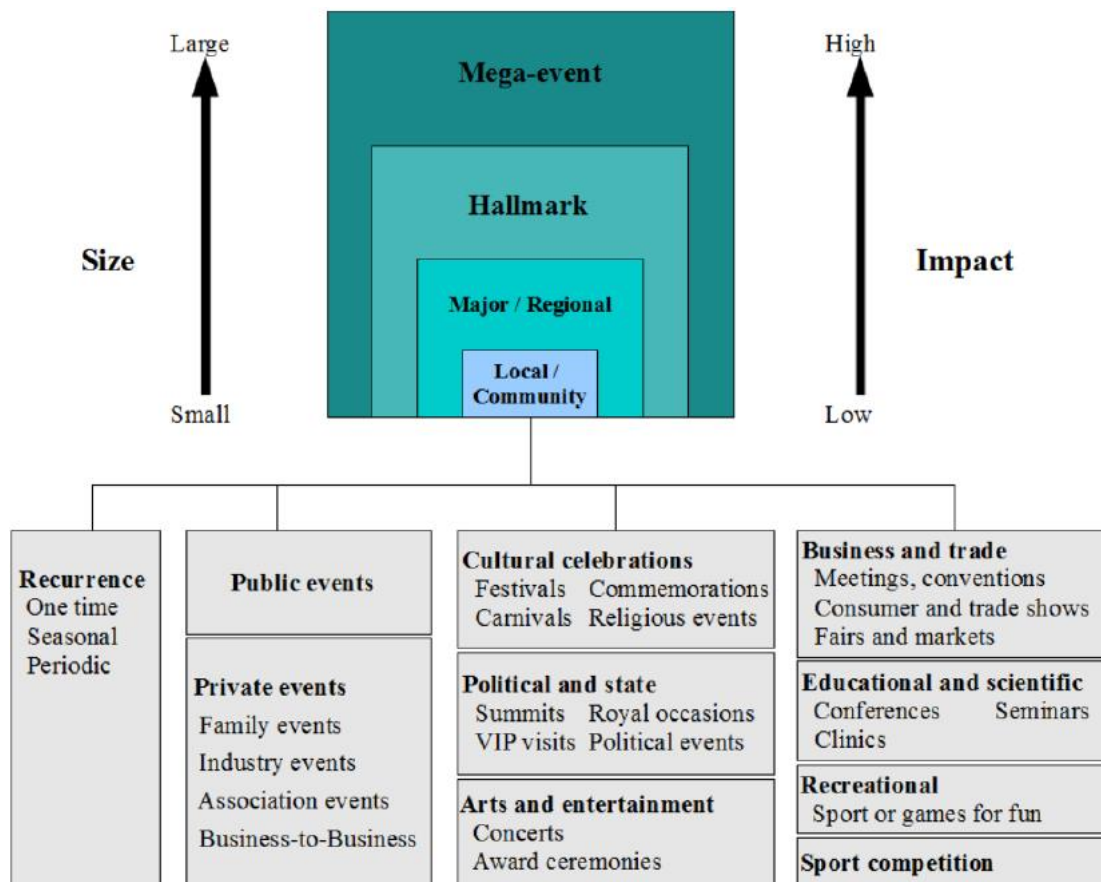 Large
High
Mega-event
Hallmark
Size
Impact
Major / Regional
Local /
Community
Small
Low
Recurrence
One time
Seasonal
Periodic
Public events
Private events
Family events
Industry events
Association events
Business-to-Business
Cultural celebrations
Festivals Commemorations
Carnivals Religious events
Political and state
Summits Royal occasions
VIP visits Political events
Arts and entertainment
Concerts
Award ceremonies
Business and trade
Meetings, conventions
Consumer and trade shows
Fairs and markets
Educational and scientific
Conferences Seminars
Clinics
Recreational
Sport or games for fun
Sport competition